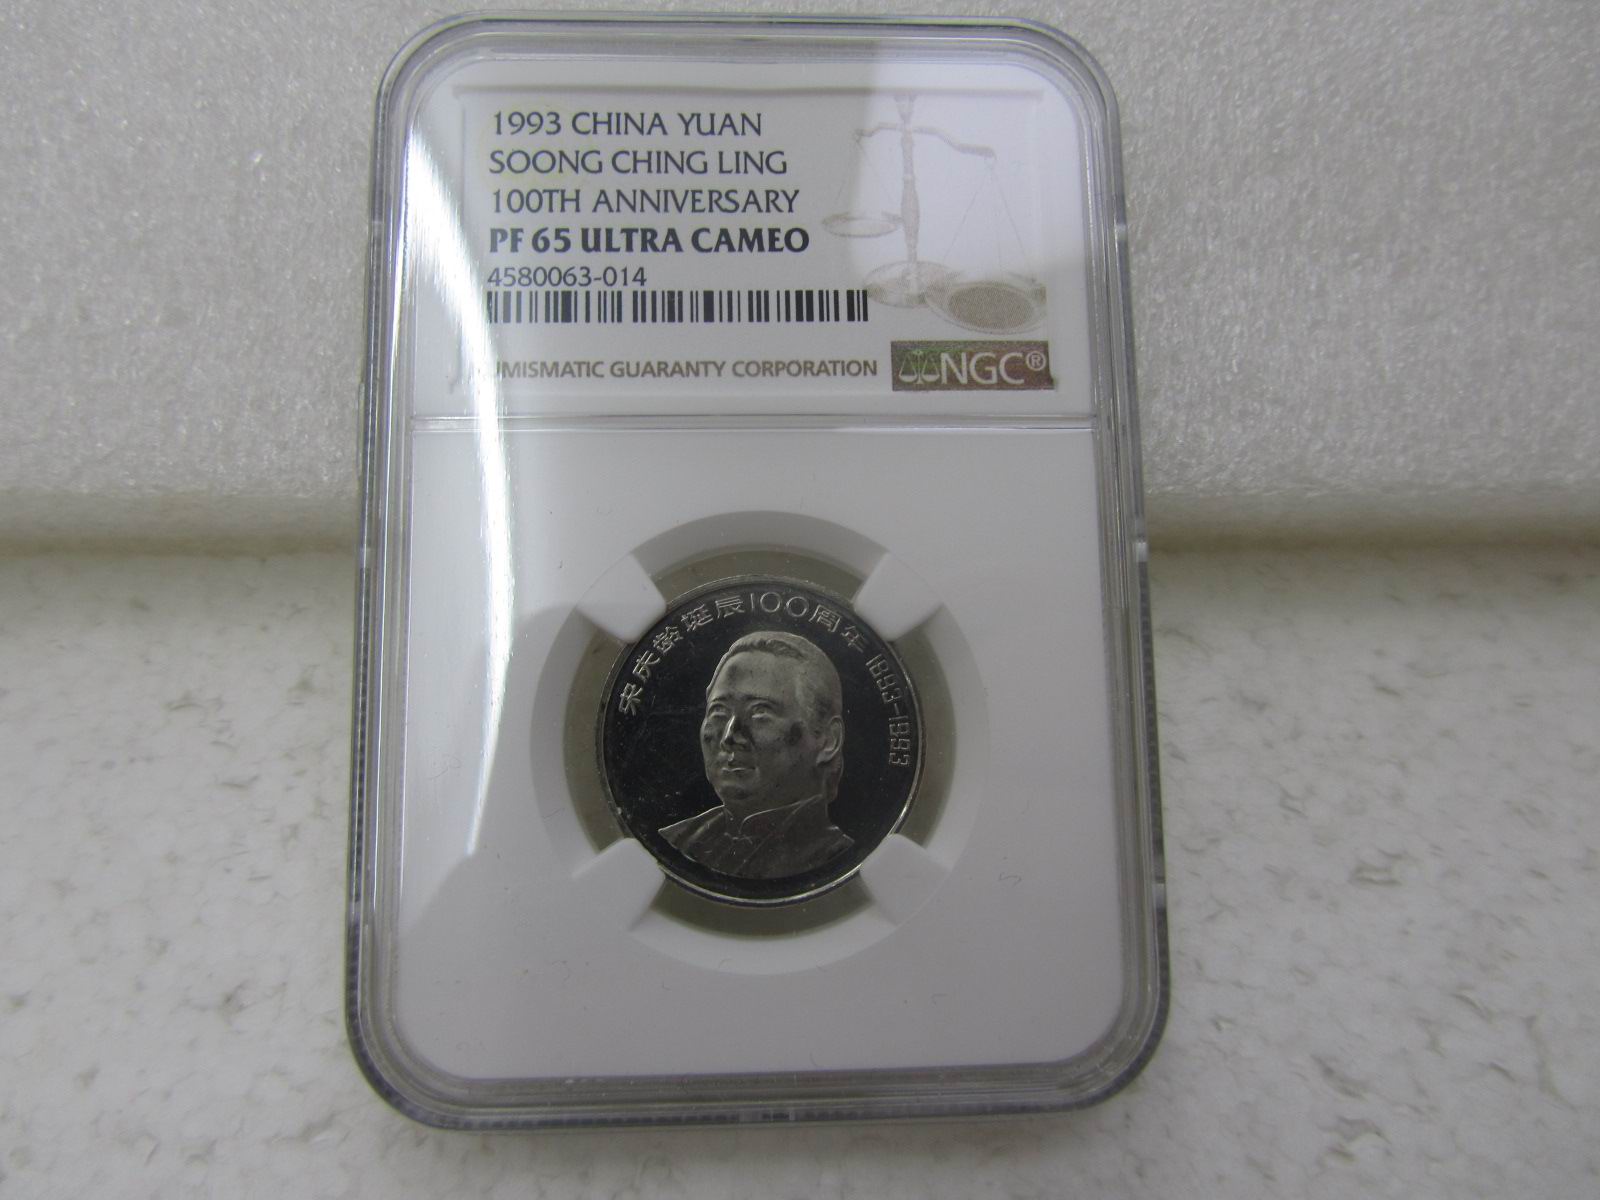 1993 CHINA YUAN
SOONG CHING LING
100TH ANNIVERSARY
PF 65 ULTRA CAMEO
4580063-014
UMISMATIC GUARANTY CORPORATION
NGC®
宋庆龄诞辰100周年 1893-1993